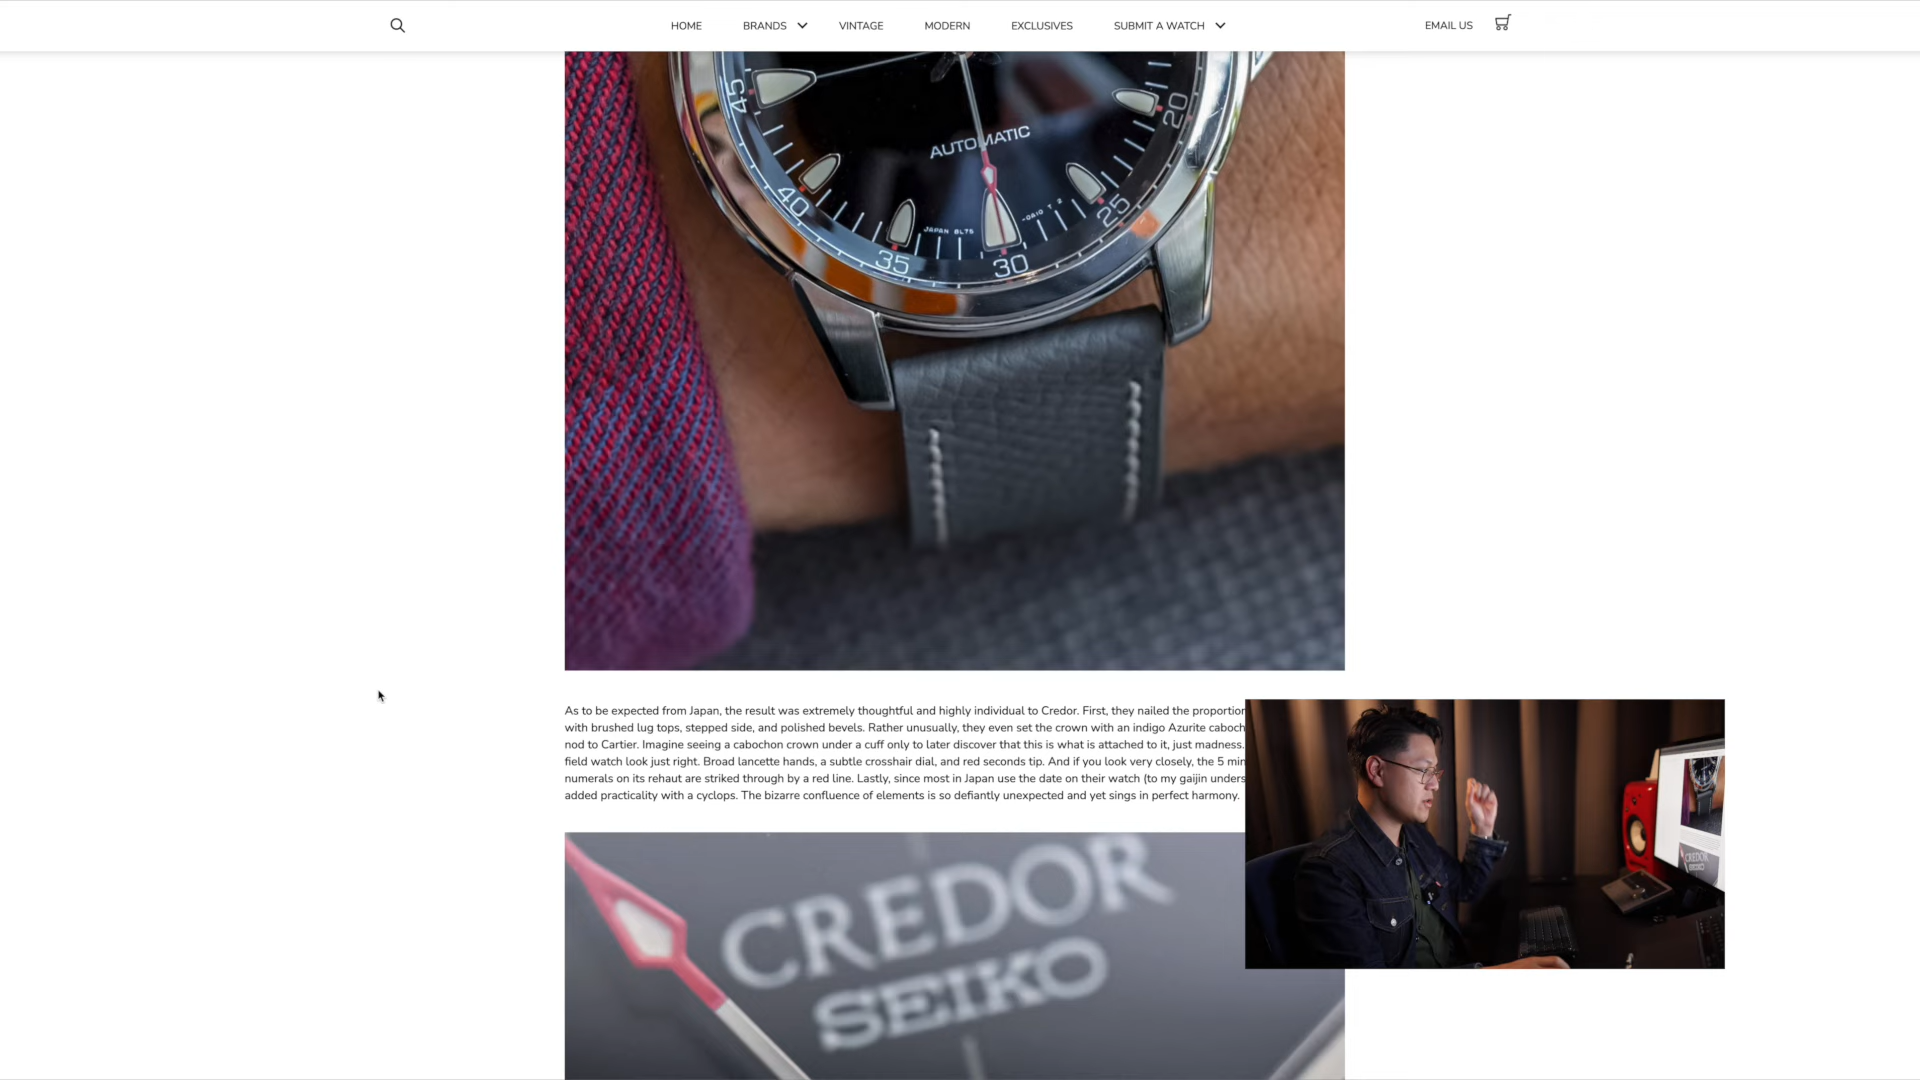 HOME BRANDS VINTAGE MODERN EXCLUSIVES SUBMIT A WATCH EMAIL US
45
20
AUTOMATIC
40
25
JAPAN BL75
-0A10 T 2
35
30
As to be expected from Japan, the result was extremely thoughtful and highly individual to Credor. First, they nailed the proportion
with brushed lug tops, stepped side, and polished bevels. Rather unusually, they even set the crown with an indigo Azurite caboch
nod to Cartier. Imagine seeing a cabochon crown under a cuff only to later discover that this is what is attached to it, just madness.
field watch look just right. Broad lancette hands, a subtle crosshair dial, and red seconds tip. And if you look very closely, the 5 min
numerals on its rehaut are striked through by a red line. Lastly, since most in Japan use the date on their watch (to my gaijin unders
added practicality with a cyclops. The bizarre confluence of elements is so defiantly unexpected and yet sings in perfect harmony.
CREDOR
SEIKO
CREDOR
SEIKO